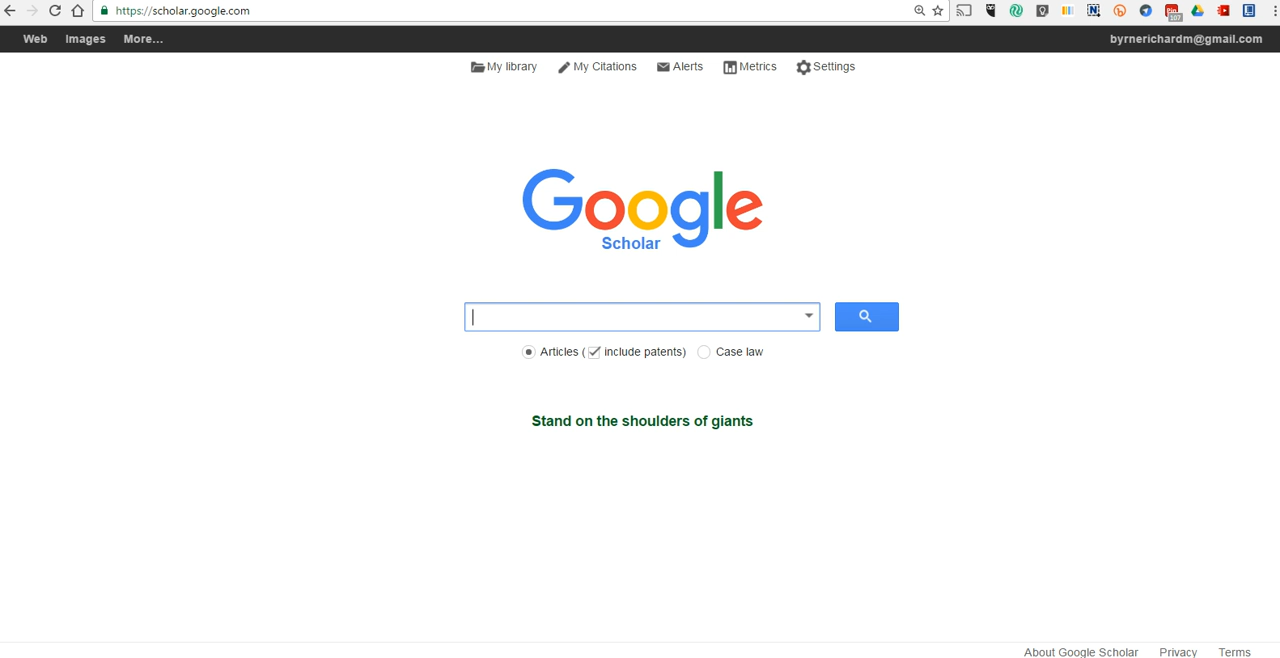 https://scholar.google.com
107
Web Images More... byrnerichardm@gmail.com
My library My Citations Alerts Metrics Settings
Google
Scholar
Articles ( include patents) Case law
Stand on the shoulders of giants
About Google Scholar Privacy Terms